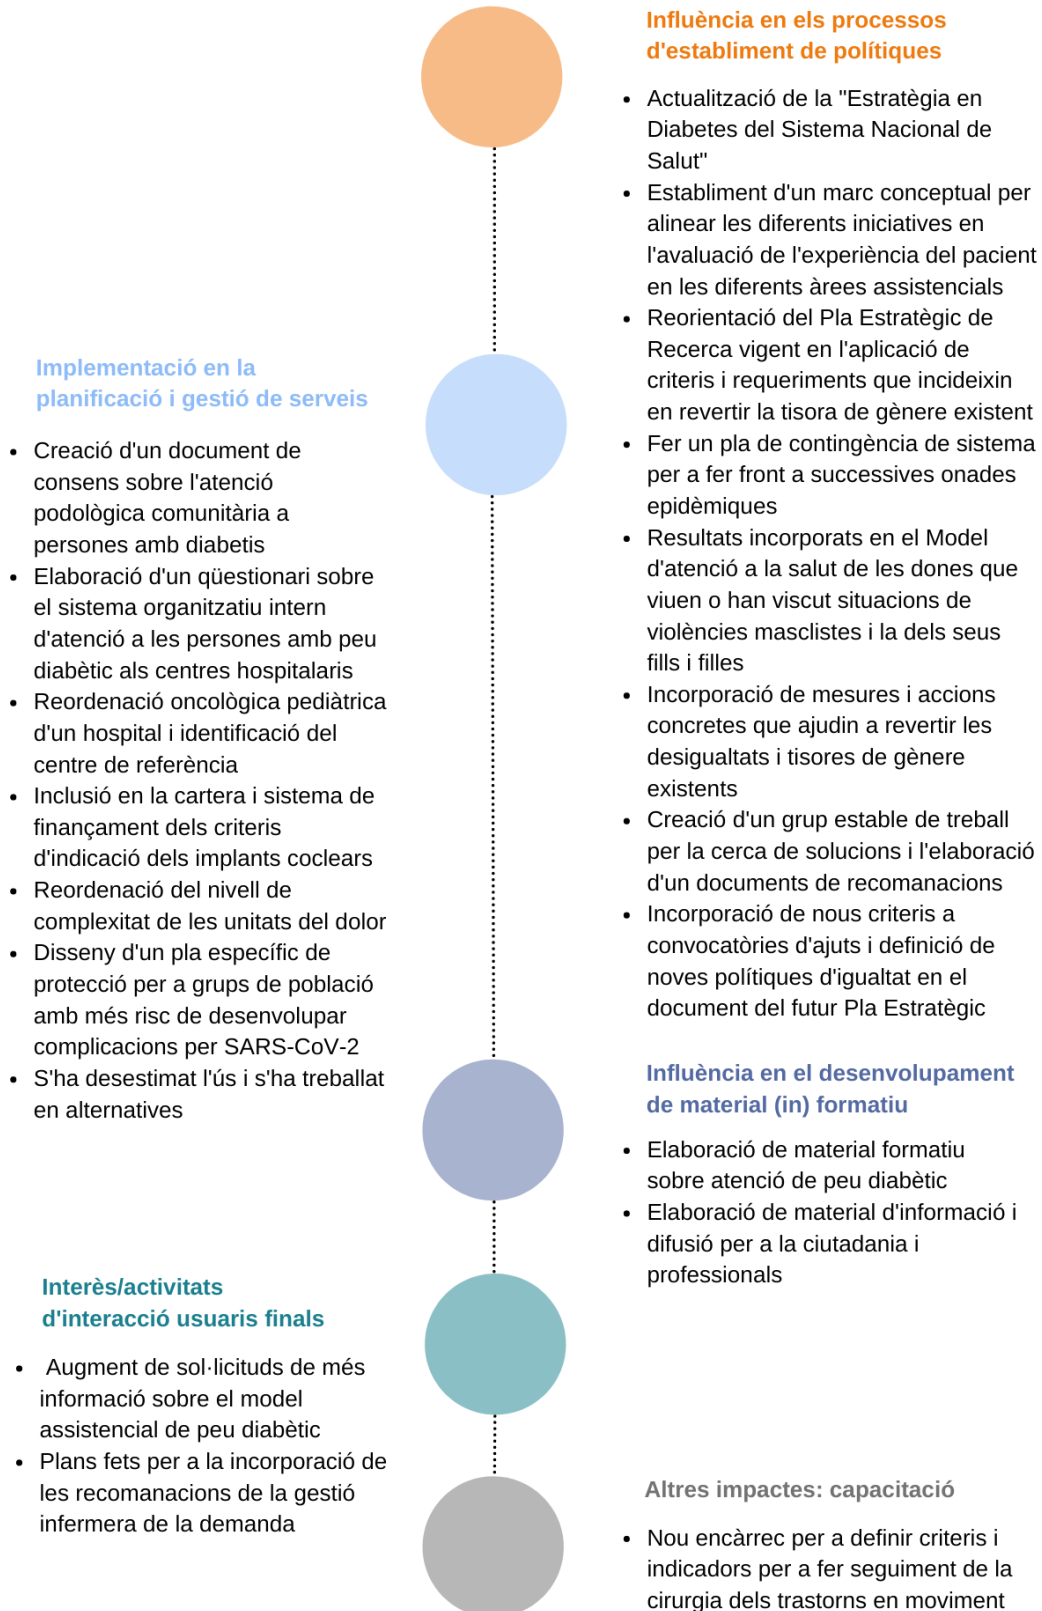 Influència en els processos
d'establiment de polítiques
• Actualització de la "Estratègia en
Diabetes del Sistema Nacional de
Salut"
• Establiment d'un marc conceptual per
alinear les diferents iniciatives en
l'avaluació de l'experiència del pacient
en les diferents àrees assistencials
• Reorientació del Pla Estratègic de
Recerca vigent en l'aplicació de
criteris i requeriments que incideixin
en revertir la tisora de gènere existent
• Fer un pla de contingència de sistema
per a fer front a successives onades
epidèmiques
• Resultats incorporats en el Model
d'atenció a la salut de les dones que
viuen o han viscut situacions de
violències masclistes i la dels seus
fills i filles
• Incorporació de mesures i accions
concretes que ajudin a revertir les
desigualtats i tisores de gènere
existents
• Creació d'un grup estable de treball
per la cerca de solucions i l'elaboració
d'un documents de recomanacions
• Incorporació de nous criteris a
convocatòries d'ajuts i definició de
noves polítiques d'igualtat en el
document del futur Pla Estratègic
Implementació en la
planificació i gestió de serveis
• Creació d'un document de
consens sobre l'atenció
podològica comunitària a
persones amb diabetis
• Elaboració d'un qüestionari sobre
el sistema organitzatiu intern
d'atenció a les persones amb peu
diabètic als centres hospitalaris
• Reordenació oncològica pediàtrica
d'un hospital i identificació del
centre de referència
• Inclusió en la cartera i sistema de
finançament dels criteris
d'indicació dels implants coclears
• Reordenació del nivell de
complexitat de les unitats del dolor
• Disseny d'un pla específic de
protecció per a grups de població
amb més risc de desenvolupar
complicacions per SARS-CoV-2
• S'ha desestimat l'ús i s'ha treballat
en alternatives
Influència en el desenvolupament
de material (in) formatiu
• Elaboració de material formatiu
sobre atenció de peu diabètic
• Elaboració de material d'informació i
difusió per a la ciutadania i
professionals
Interès/activitats
d'interacció usuaris finals
• Augment de sol·licituds de més
informació sobre el model
assistencial de peu diabètic
• Plans fets per a la incorporació de
les recomanacions de la gestió
infermera de la demanda
Altres impactes: capacitació
• Nou encàrrec per a definir criteris i
indicadors per a fer seguiment de la
cirurgia dels trastorns en moviment